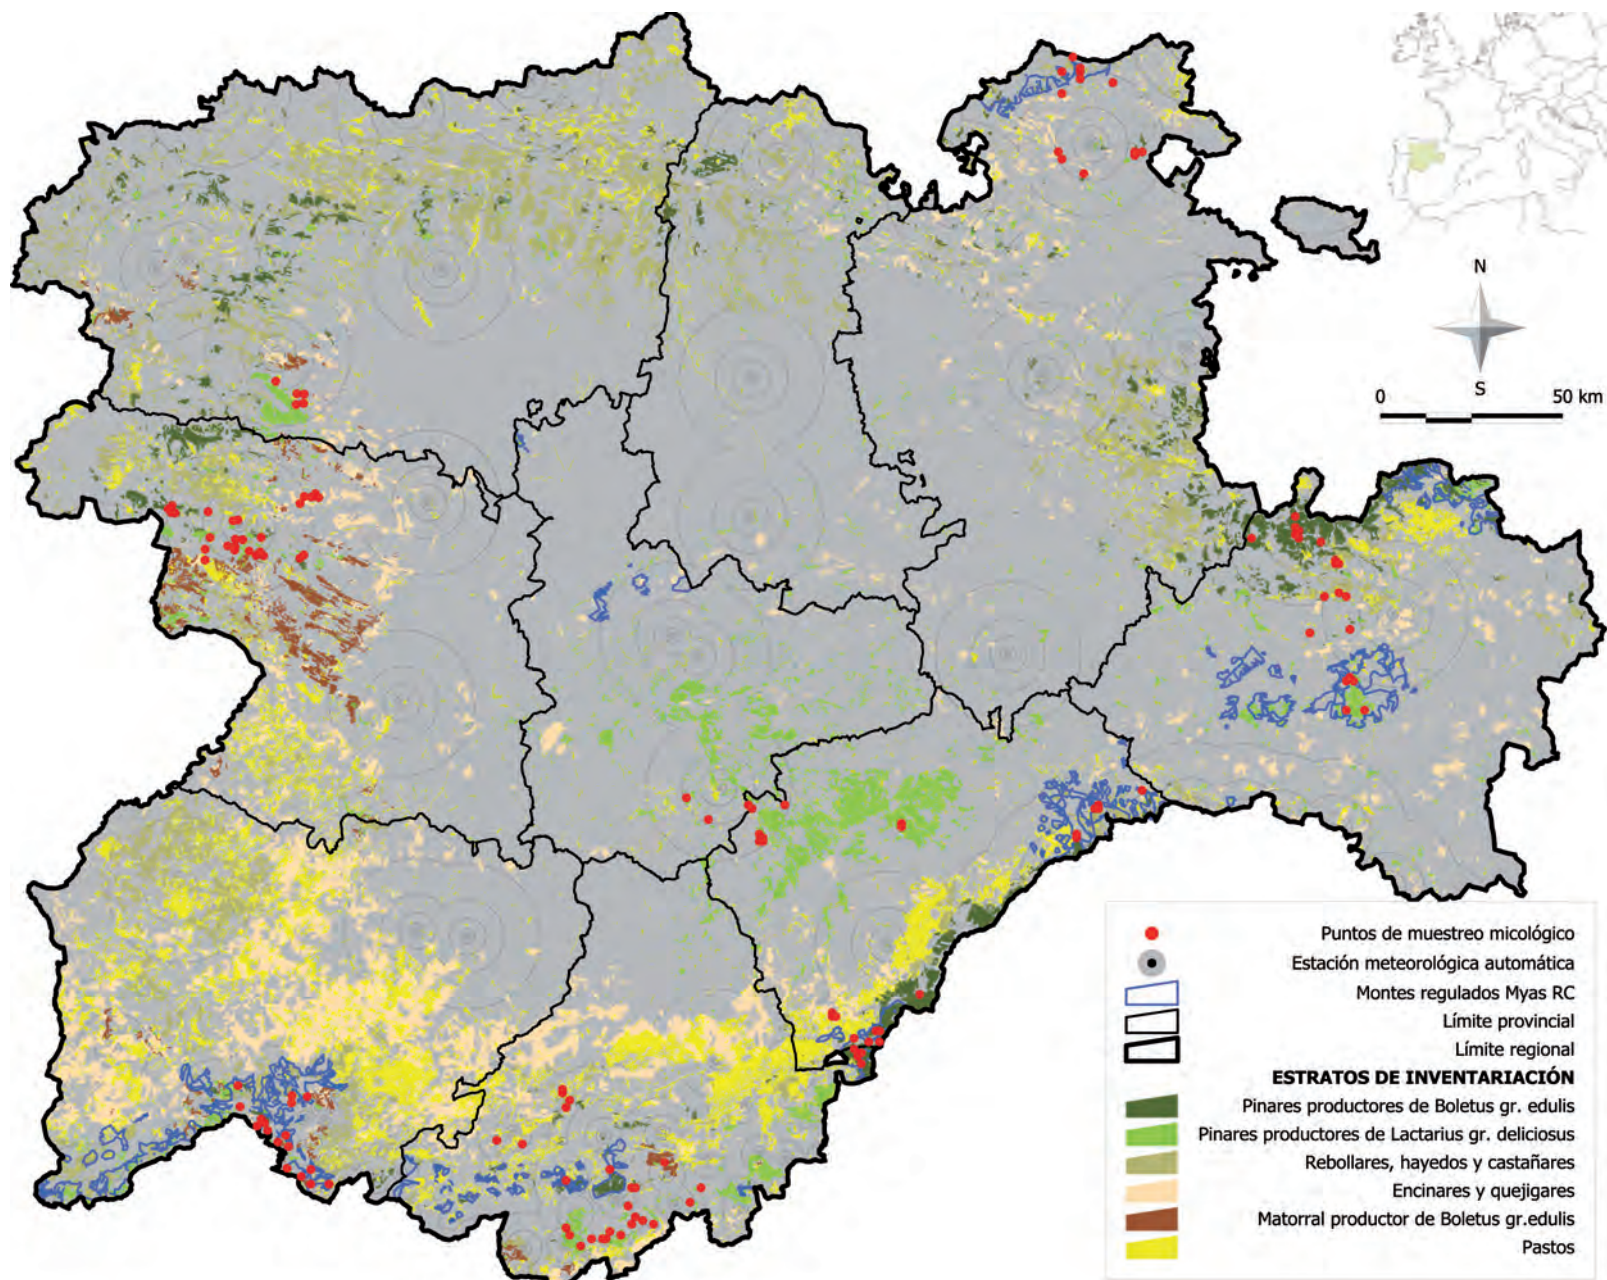 N
S
0 50 km
Puntos de muestreo micológico
Estación meteorológica automática
Montes regulados Myas RC
Límite provincial
Límite regional
ESTRATOS DE INVENTARIACIÓN
Pinares productores de Boletus gr. edulis
Pinares productores de Lactarius gr. deliciosus
Rebollares, hayedos y castañares
Encinares y quejigares
Matorral productor de Boletus gr.edulis
Pastos